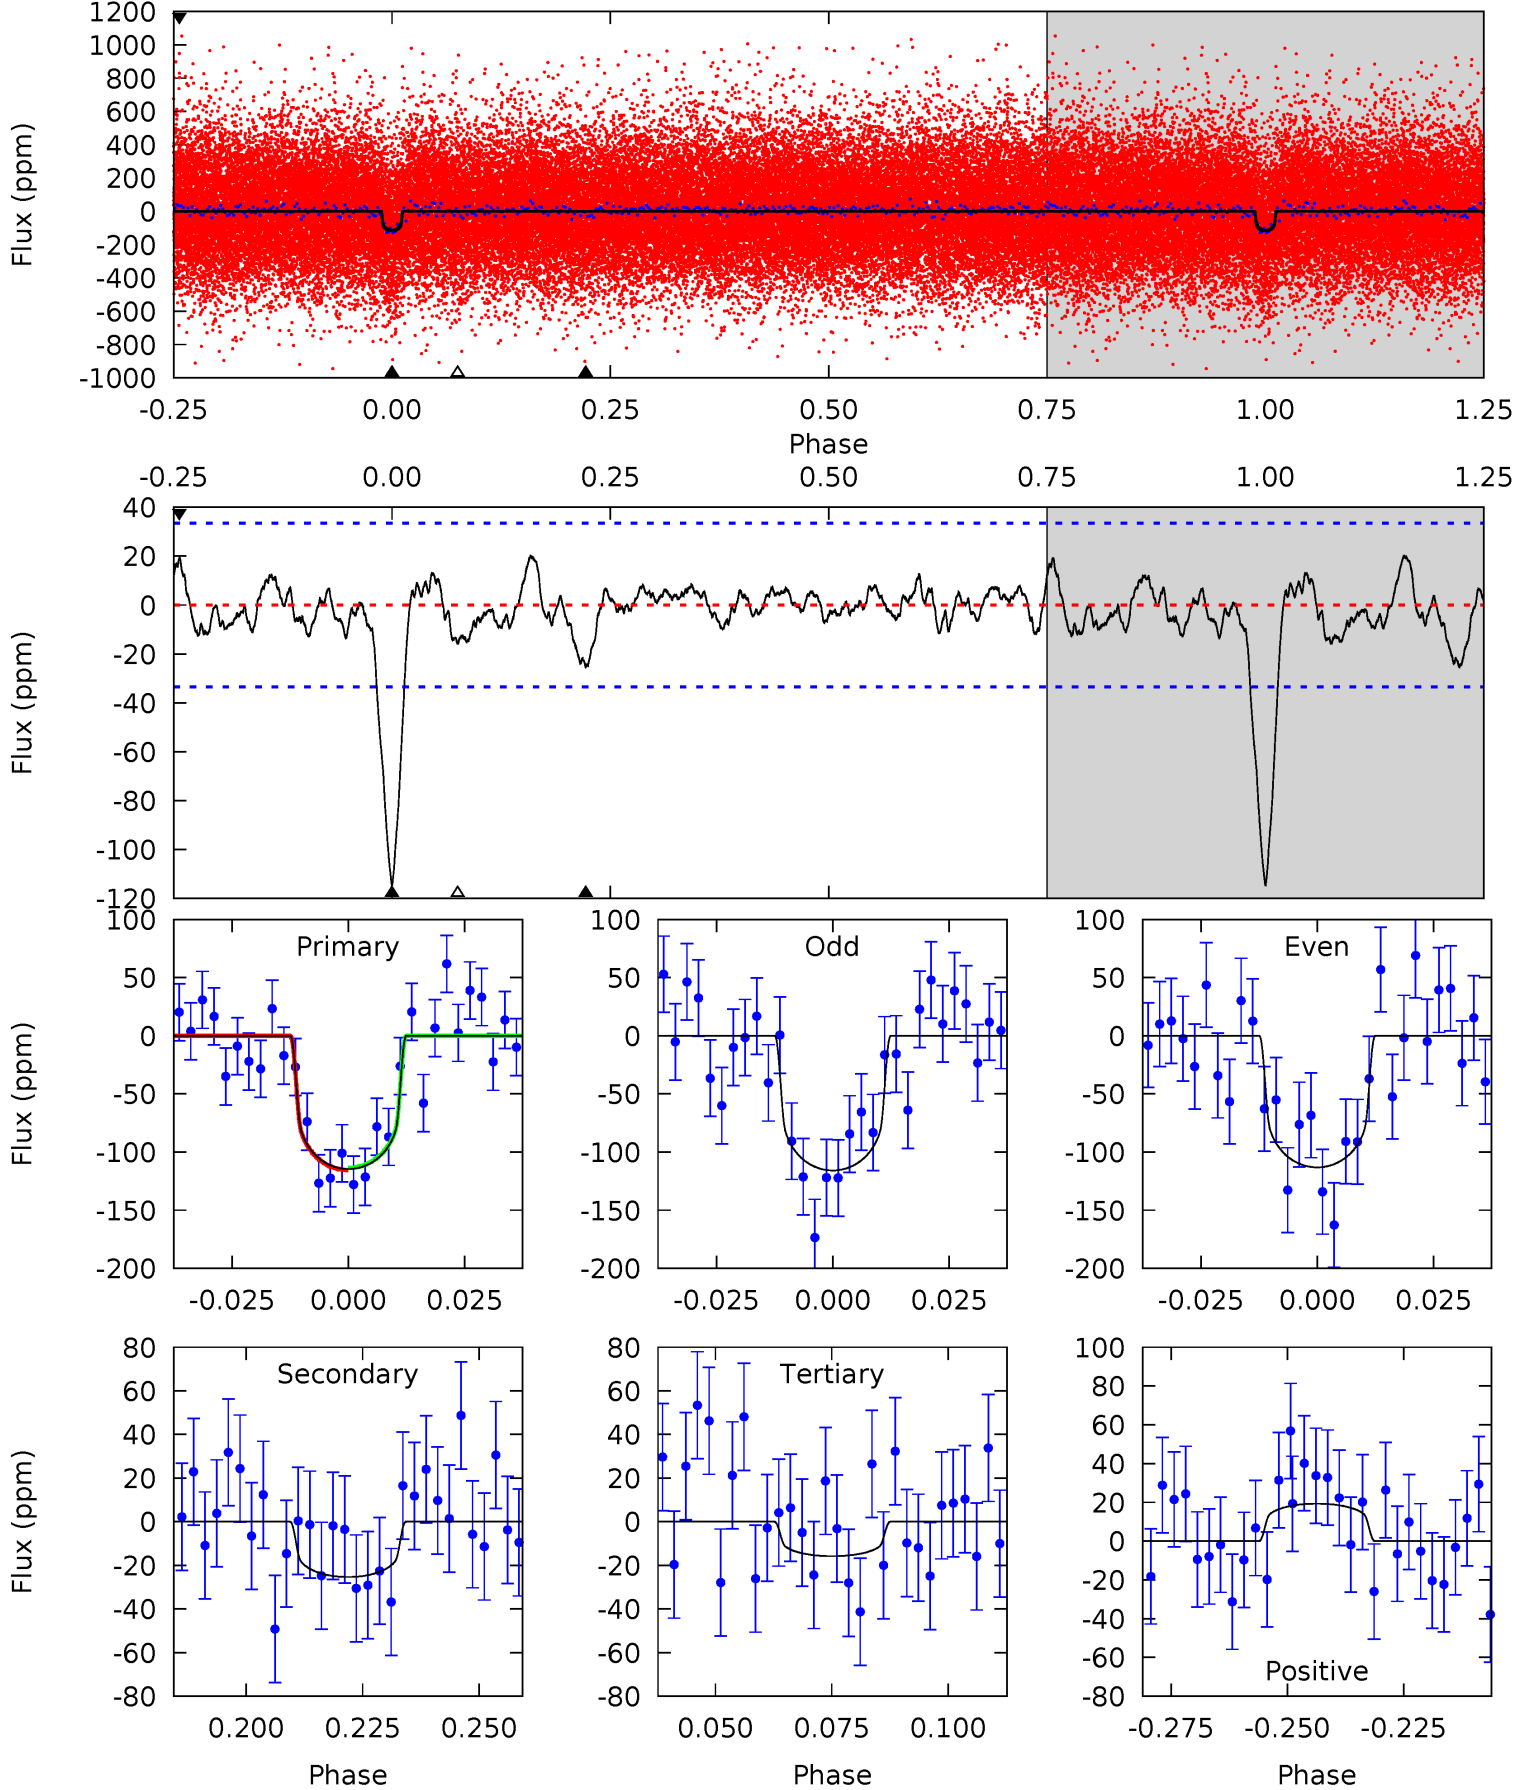 1200
1000
800
600
400
200
0
-200
-400
-600
-800
-1000
Flux (ppm)
-0.25 0.00 0.25 0.50 0.75 1.00 1.25
Phase
-0.25 0.00 0.25 0.50 0.75 1.00 1.25
40
20
0
-20
-40
-60
-80
-100
-120
Flux (ppm)
Primary Odd Even
100 100 100
50 50 50
0 0 0
-50 -50 -50
-100 -100 -100
-150 -150 -150
-200 -200 -200
Flux (ppm)
-0.025 0.000 0.025 -0.025 0.000 0.025 -0.025 0.000 0.025
Secondary Tertiary
80 80 100
60 60 80
40 40 60
20 20 40
0 0 20
-20 -20 0
-40 -40 -20
-60 -60 -40
-80 -80 -60
-80
Positive
Flux (ppm)
0.200 0.225 0.250 0.050 0.075 0.100 -0.275 -0.250 -0.225
Phase Phase Phase